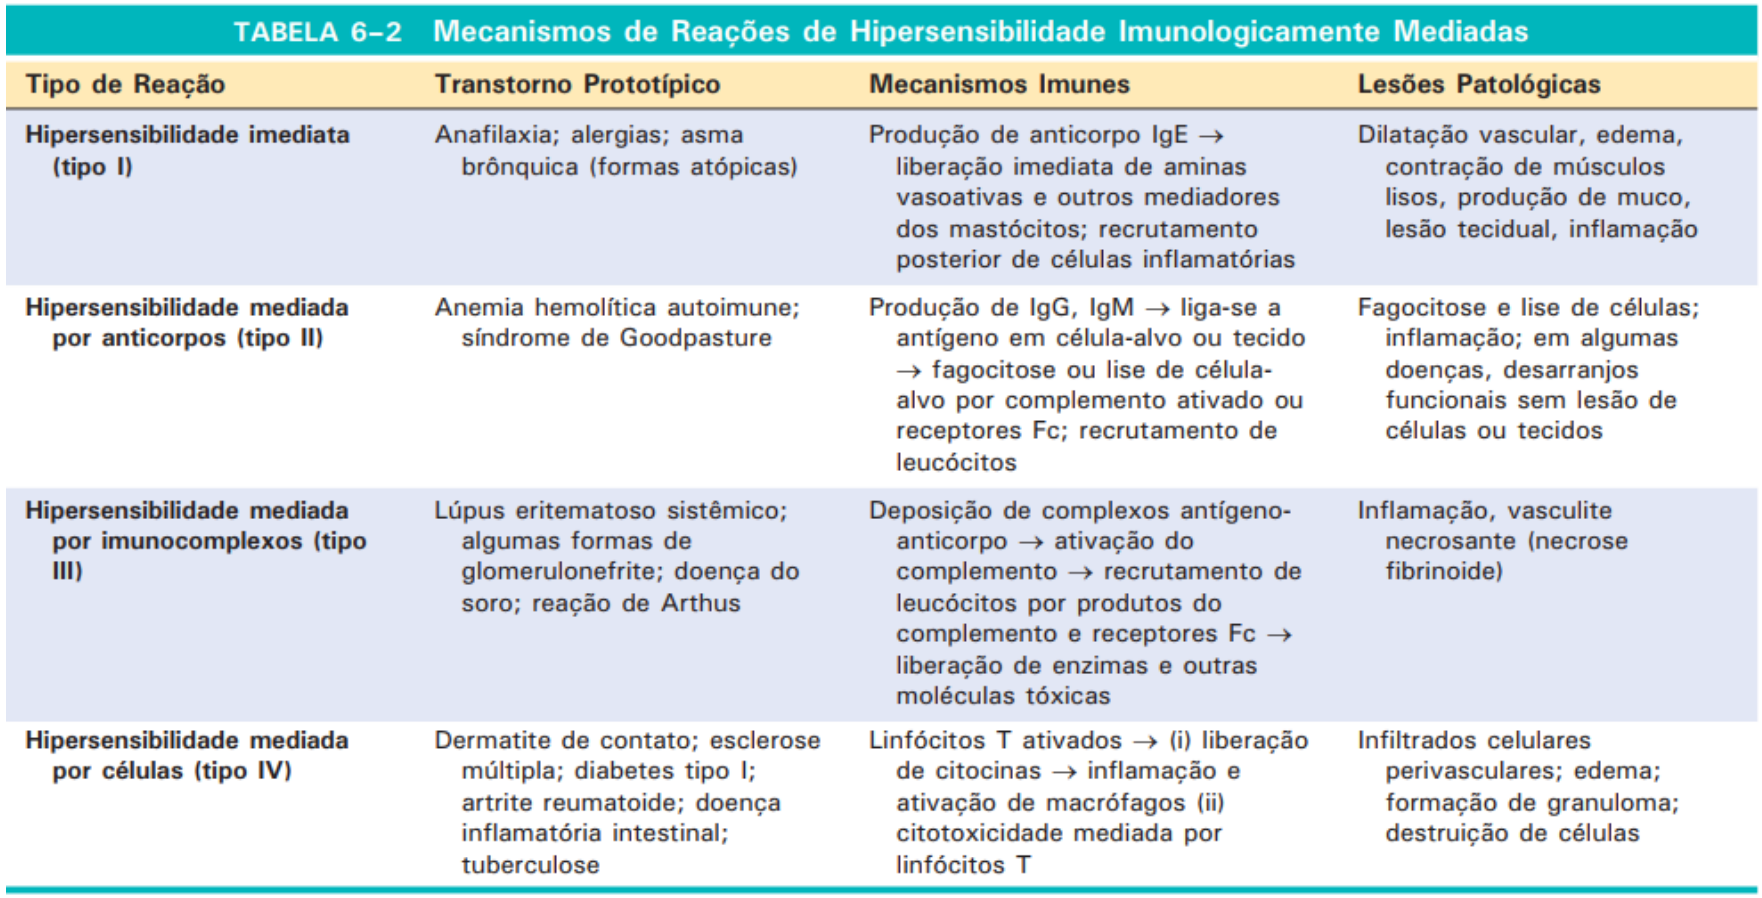 TABELA 6–2 Mecanismos de Reações de Hipersensibilidade Imunologicamente Mediadas
Tipo de Reação
Transtorno Prototípico
Mecanismos Imunes
Lesões Patológicas
Hipersensibilidade imediata
(tipo I)
Anafilaxia; alergias; asma
brônquica (formas atópicas)
Produção de anticorpo IgE →
liberação imediata de aminas
vasoativas e outros mediadores
dos mastócitos; recrutamento
posterior de células inflamatórias
Dilatação vascular, edema,
contração de músculos
lisos, produção de muco,
lesão tecidual, inflamação
Hipersensibilidade mediada
por anticorpos (tipo II)
Anemia hemolítica autoimune;
síndrome de Goodpasture
Produção de IgG, IgM → liga-se a
antígeno em célula-alvo ou tecido
→ fagocitose ou lise de célula-
alvo por complemento ativado ou
receptores Fc; recrutamento de
leucócitos
Fagocitose e lise de células;
inflamação; em algumas
doenças, desarranjos
funcionais sem lesão de
células ou tecidos
Hipersensibilidade mediada
por imunocomplexos (tipo
III)
Lúpus eritematoso sistêmico;
algumas formas de
glomerulonefrite; doença do
soro; reação de Arthus
Deposição de complexos antígeno-
anticorpo → ativação do
complemento → recrutamento de
leucócitos por produtos do
complemento e receptores Fc →
liberação de enzimas e outras
moléculas tóxicas
Inflamação, vasculite
necrosante (necrose
fibrinoide)
Hipersensibilidade mediada
por células (tipo IV)
Dermatite de contato; esclerose
múltipla; diabetes tipo I;
artrite reumatoide; doença
inflamatória intestinal;
tuberculose
Linfócitos T ativados → (i) liberação
de citocinas → inflamação e
ativação de macrófagos (ii)
citotoxicidade mediada por
linfócitos T
Infiltrados celulares
perivasculares; edema;
formação de granuloma;
destruição de células